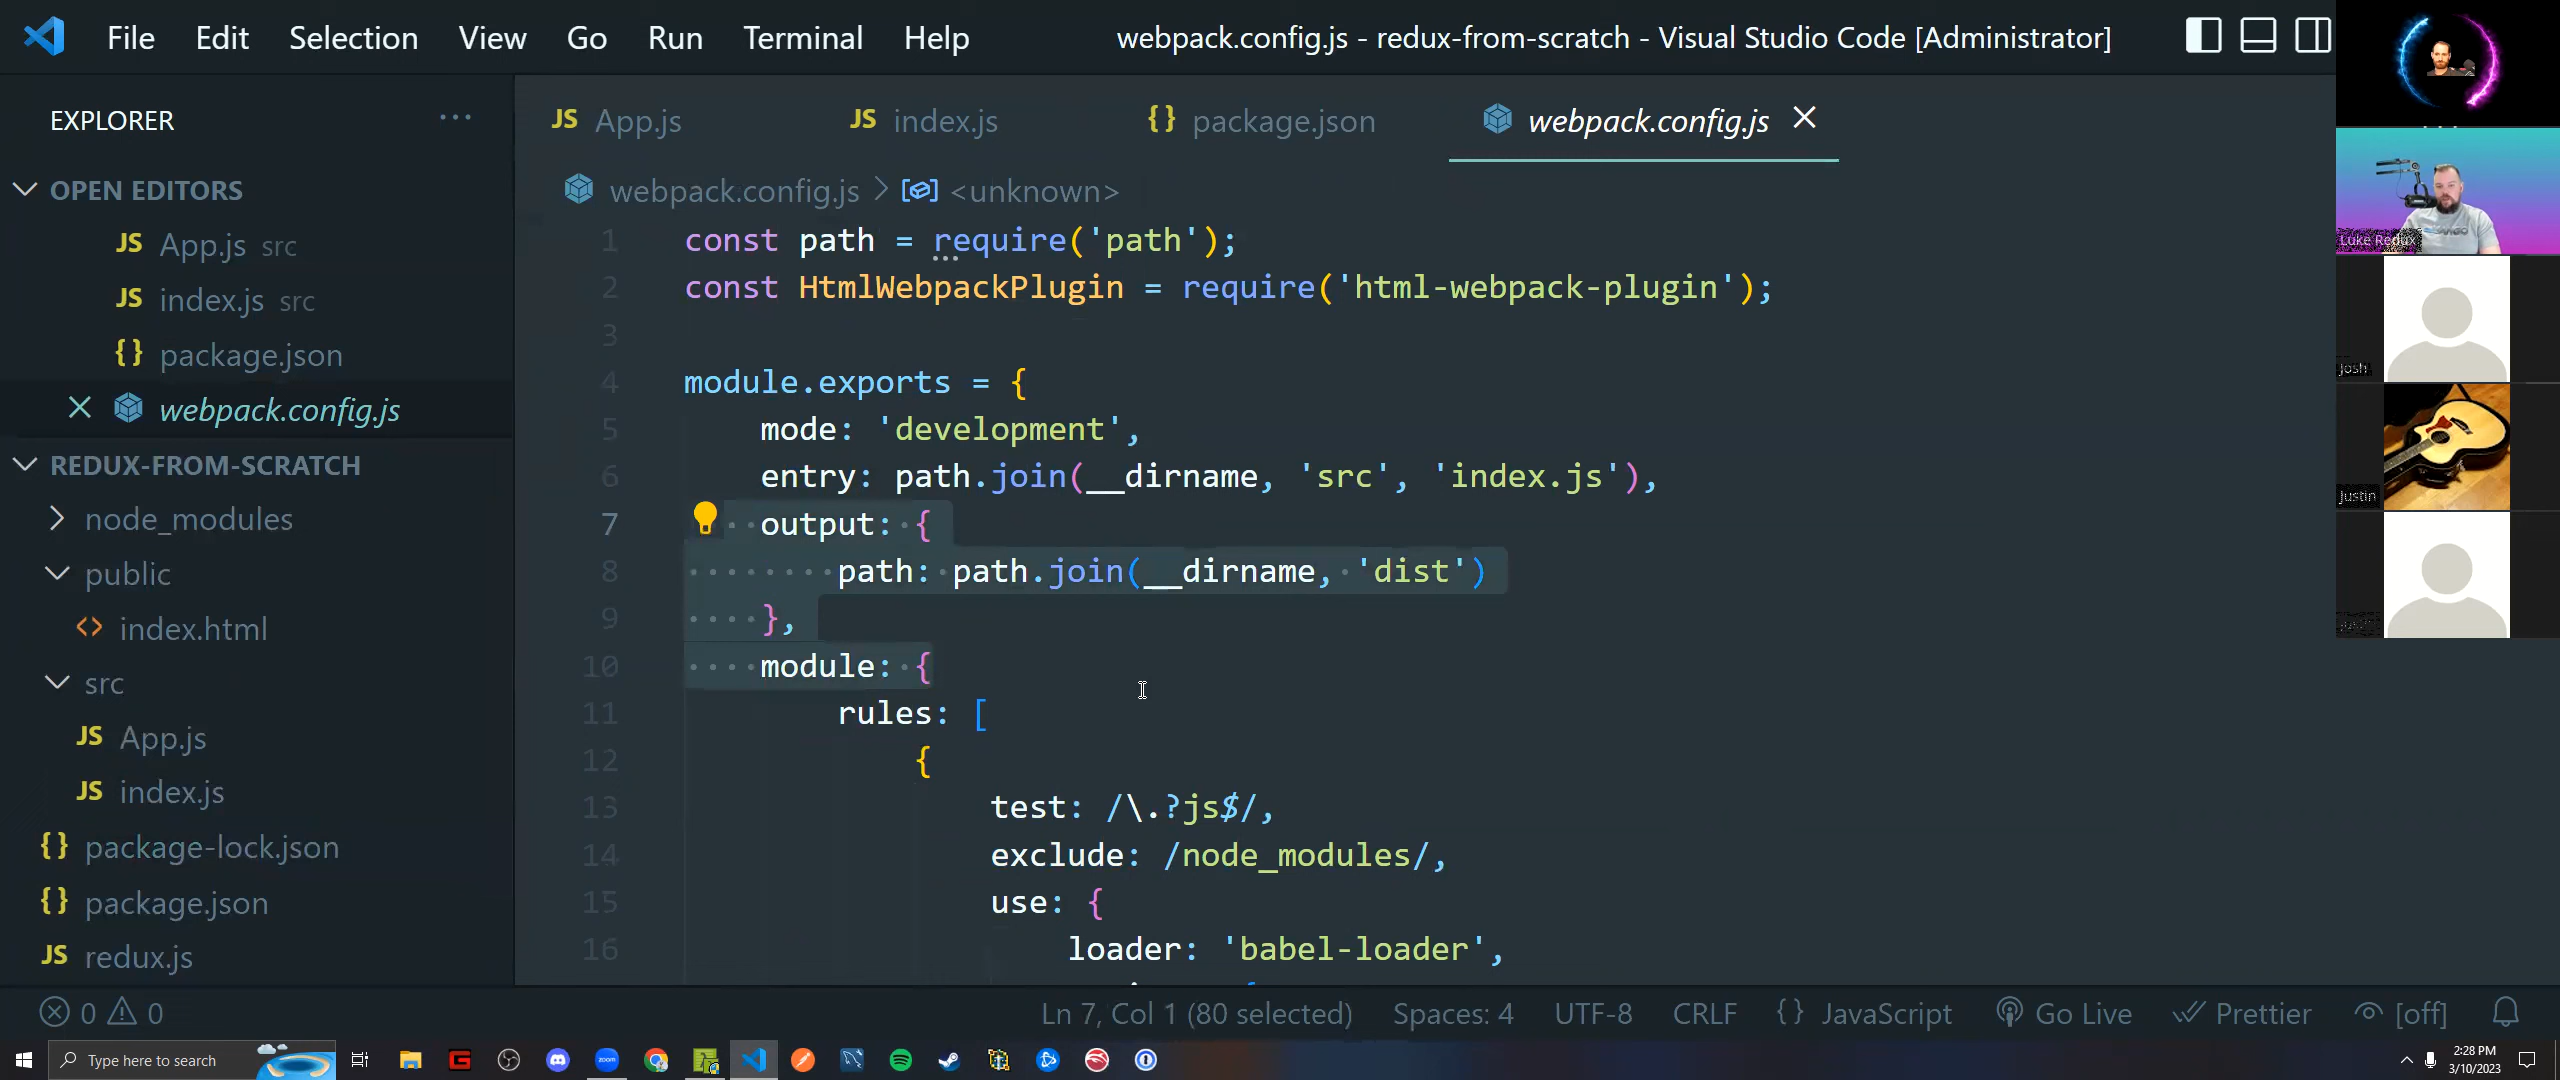 File Edit Selection View Go Run Terminal Help webpack.config.js - redux-from-scratch - Visual Studio Code [Administrator]
EXPLORER ...
OPEN EDITORS
JS App.js src
JS index.js src
{} package.json
webpack.config.js
REDUX-FROM-SCRATCH
node_modules
public
<> index.html
src
JS App.js
JS index.js
{} package-lock.json
{} package.json
JS redux.js
JS App.js JS index.js {} package.json webpack.config.js
webpack.config.js > <unknown>
1 const path = require('path');
2 const HtmlWebpackPlugin = require('html-webpack-plugin');
3
4 module.exports = {
5 mode: 'development',
6 entry: path.join(__dirname, 'src', 'index.js'),
7 output: {
8 path: path.join(__dirname, 'dist')
9 },
10 module: {
11 rules: [
12 {
13 test: /\.?js$/,
14 exclude: /node_modules/,
15 use: {
16 loader: 'babel-loader',
Luke Redux
Josh
Justin
0 0 Ln 7, Col 1 (80 selected) Spaces: 4 UTF-8 CRLF {} JavaScript Go Live Prettier [off]
Type here to search
zoom
2:28 PM
3/10/2023